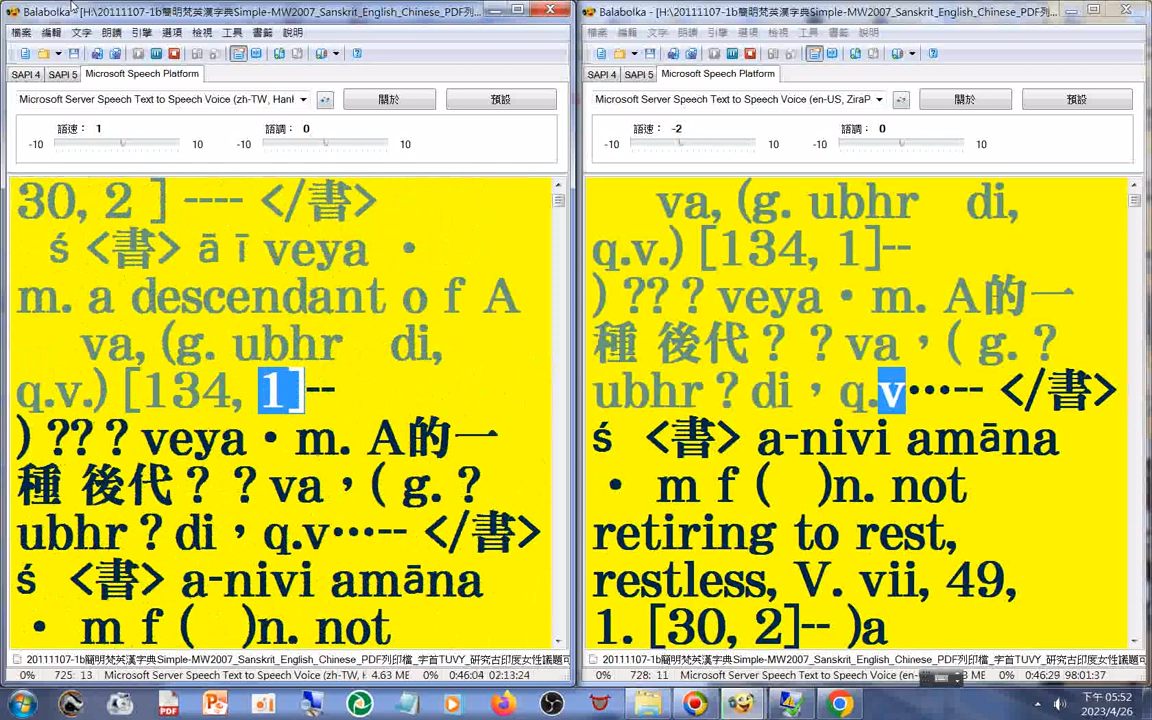 Balabolka - [H:\20111107-1b簡明梵英漢字典Simple-MW2007_Sanskrit_English_Chinese_PDF列...
檔案 編輯 文字 朗讀 引擎 選項 檢視 工具 書籤 說明
SAPI 4 SAPI 5 Microsoft Speech Platform
Microsoft Server Speech Text to Speech Voice (zh-TW, Hanl
關於
預設
語速： 1
語調： 0
-10 10 -10 10
30, 2 ] ---- </書>
ś <書> ā ī veya •
m. a descendant o f A
va, (g. ubhr di,
q.v.) [134, 1]--
) ?? ? veya • m. A的一
種 後代 ? ? va，( g. ?
ubhr ? di，q.v…-- </書>
ś <書> a-nivi amāna
• m f ( )n. not
20111107-1b簡明梵英漢字典Simple-MW2007_Sanskrit_English_Chinese_PDF列印檔_字首TUVY_研究古印度女性議題可
0% 725: 13 Microsoft Server Speech Text to Speech Voice (zh-TW, H 4.63 ME 0% 0:46:04 02:13:24
Balabolka - [H:\20111107-1b簡明梵英漢字典Simple-MW2007_Sanskrit_English_Chinese_PDF列印...
檔案 編輯 文字 朗讀 引擎 選項 檢視 工具 書籤 說明
SAPI 4 SAPI 5 Microsoft Speech Platform
Microsoft Server Speech Text to Speech Voice (en-US, ZiraP
關於
預設
語速： -2
語調： 0
-10 10 -10 10
va, (g. ubhr di,
q.v.) [134, 1]--
) ?? ? veya • m. A的一
種 後代 ? ? va，( g. ?
ubhr ? di，q.v…-- </書>
ś <書> a-nivi amāna
• m f ( )n. not
retiring to rest,
restless, V. vii, 49,
1. [30, 2]-- )a
20111107-1b簡明梵英漢字典Simple-MW2007_Sanskrit_English_Chinese_PDF列印檔_字首TUVY_研究古印度女性議題可
0% 728: 11 Microsoft Server Speech Text to Speech Voice ME 0% 0:46:29 98:01:37
PDF
下午 05:52
2023/4/26